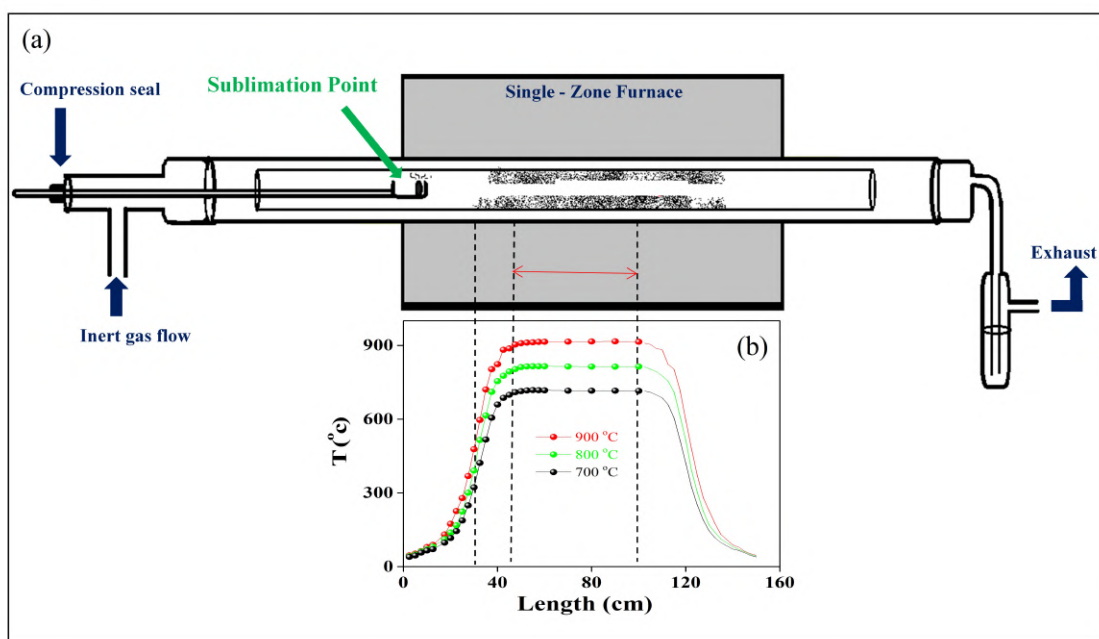 (a)
Compression seal
Sublimation Point
Single - Zone Furnace
Inert gas flow
Exhaust
(b)
900
600
300
0
T (°c)
900 °C
800 °C
700 °C
0 40 80 120 160
Length (cm)